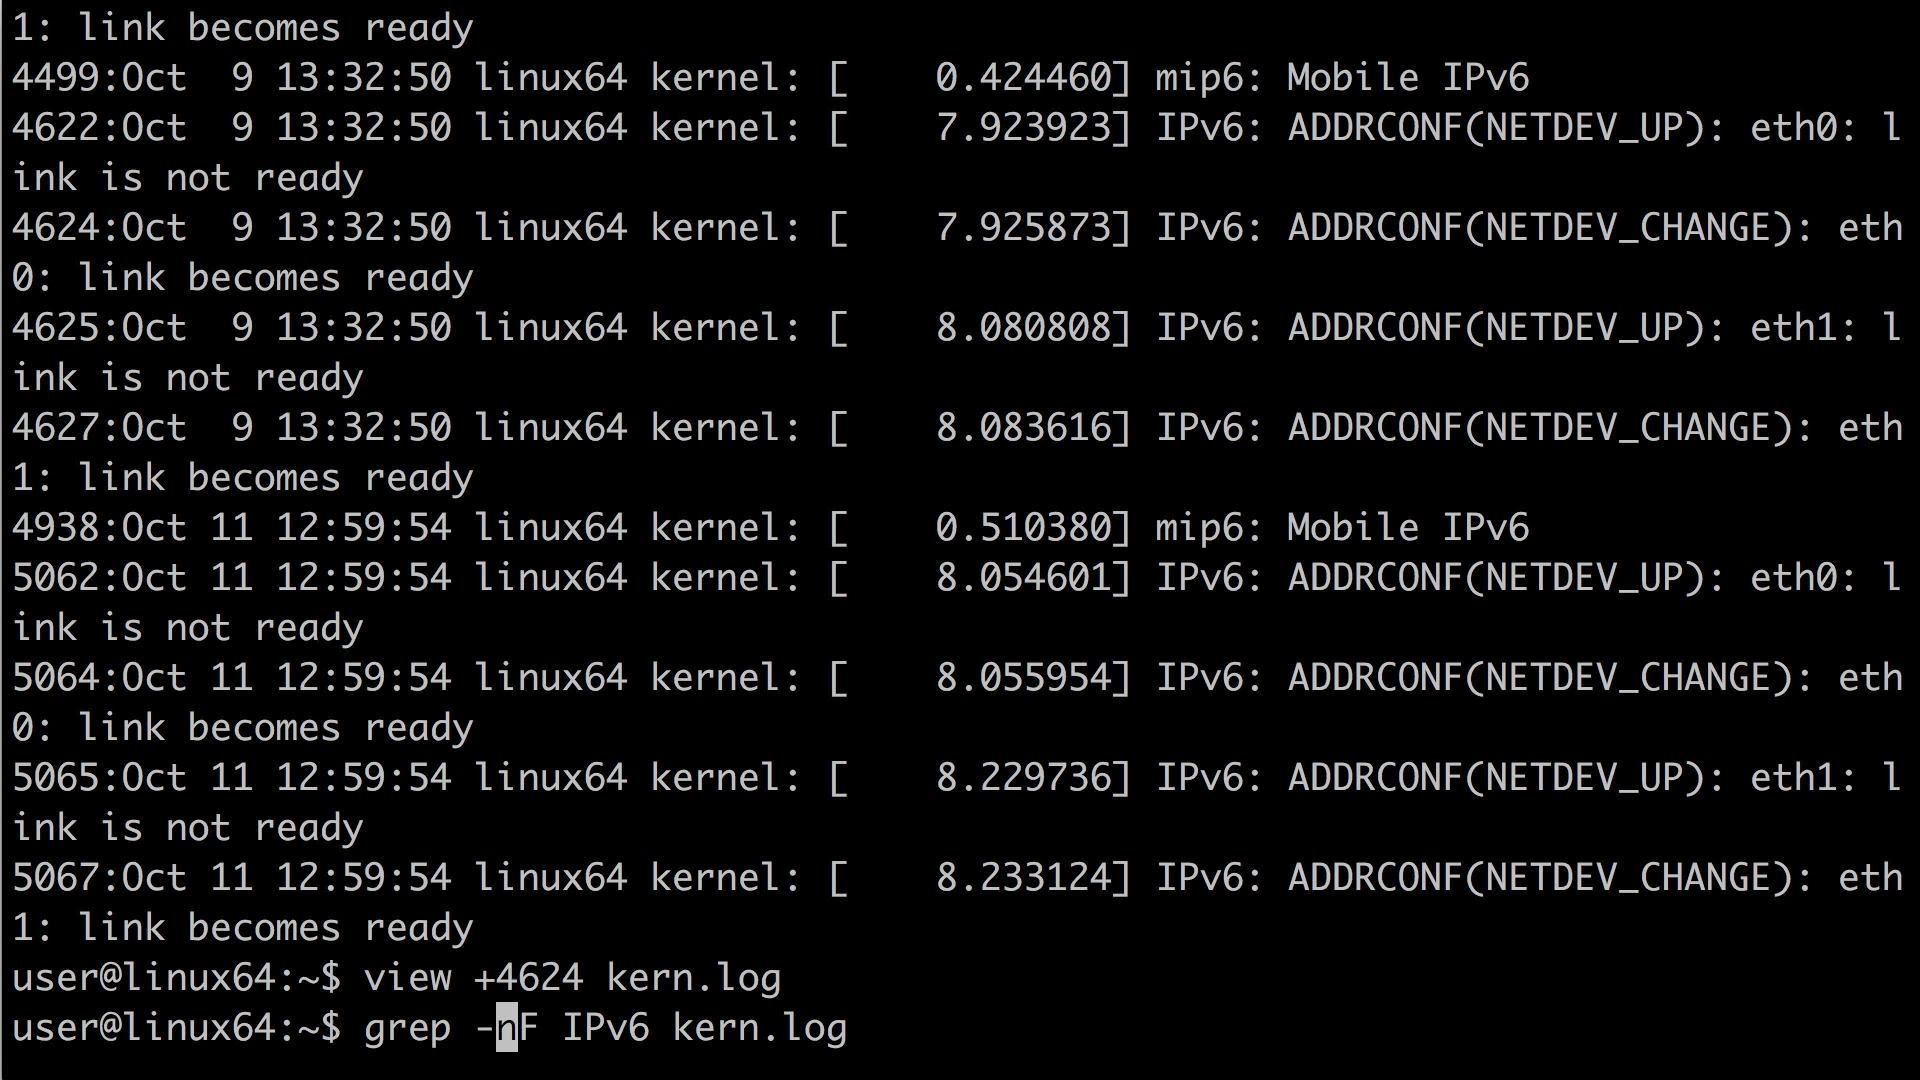 1: link becomes ready
4499:Oct  9 13:32:50 linux64 kernel: [    0.424460] mip6: Mobile IPv6
4622:Oct  9 13:32:50 linux64 kernel: [    7.923923] IPv6: ADDRCONF(NETDEV_UP): eth0: l
ink is not ready
4624:Oct  9 13:32:50 linux64 kernel: [    7.925873] IPv6: ADDRCONF(NETDEV_CHANGE): eth
0: link becomes ready
4625:Oct  9 13:32:50 linux64 kernel: [    8.080808] IPv6: ADDRCONF(NETDEV_UP): eth1: l
ink is not ready
4627:Oct  9 13:32:50 linux64 kernel: [    8.083616] IPv6: ADDRCONF(NETDEV_CHANGE): eth
1: link becomes ready
4938:Oct 11 12:59:54 linux64 kernel: [    0.510380] mip6: Mobile IPv6
5062:Oct 11 12:59:54 linux64 kernel: [    8.054601] IPv6: ADDRCONF(NETDEV_UP): eth0: l
ink is not ready
5064:Oct 11 12:59:54 linux64 kernel: [    8.055954] IPv6: ADDRCONF(NETDEV_CHANGE): eth
0: link becomes ready
5065:Oct 11 12:59:54 linux64 kernel: [    8.229736] IPv6: ADDRCONF(NETDEV_UP): eth1: l
ink is not ready
5067:Oct 11 12:59:54 linux64 kernel: [    8.233124] IPv6: ADDRCONF(NETDEV_CHANGE): eth
1: link becomes ready
user@linux64:~$ view +4624 kern.log
user@linux64:~$ grep -nF IPv6 kern.log